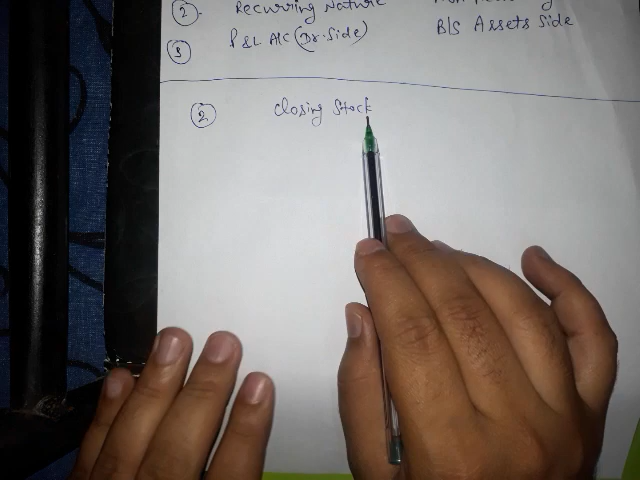 2 Recurring Nature
3 P&L A/C (Dr. Side) B/S Assets Side
2 Closing Stock